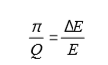 π/Q = ΔE/E